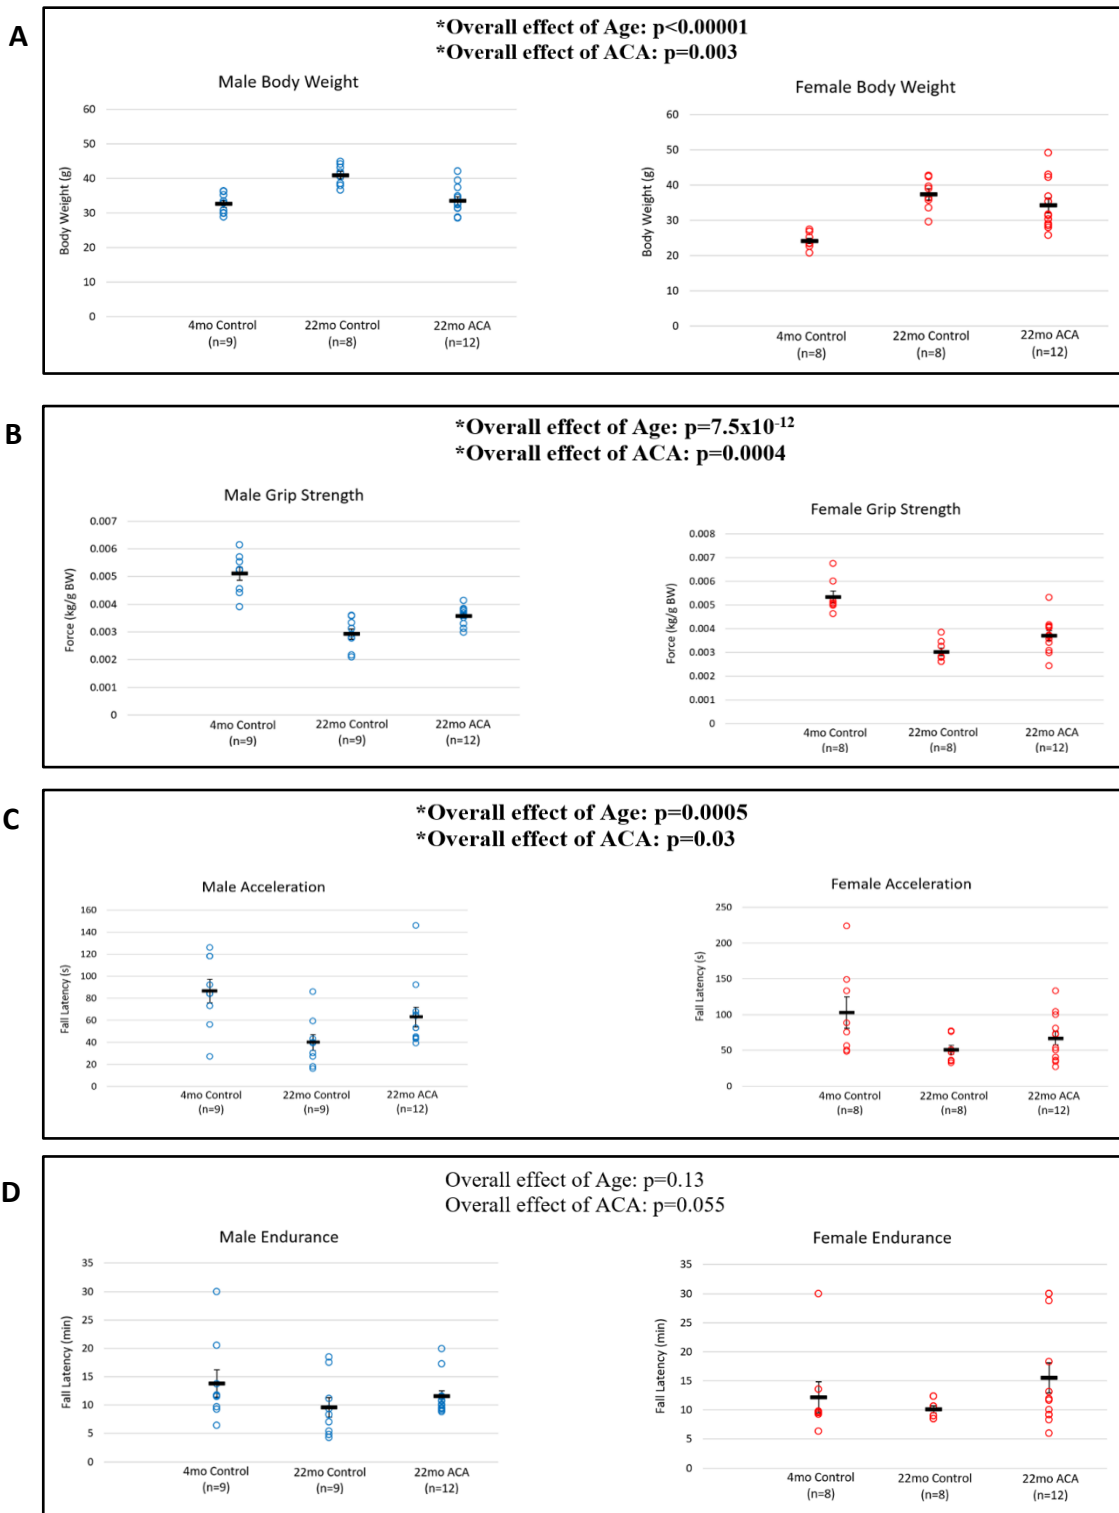 A
*Overall effect of Age: p<0.00001
*Overall effect of ACA: p=0.003
Male Body Weight
60
50
40
30
20
10
0
Body Weight (g)
4mo Control
(n=9)
22mo Control
(n=8)
22mo ACA
(n=12)
Female Body Weight
60
50
40
30
20
10
0
Body Weight (g)
4mo Control
(n=8)
22mo Control
(n=8)
22mo ACA
(n=12)
B
*Overall effect of Age: p=7.5x10⁻¹²
*Overall effect of ACA: p=0.0004
Male Grip Strength
0.007
0.006
0.005
0.004
0.003
0.002
0.001
0
Force (kg/g BW)
4mo Control
(n=9)
22mo Control
(n=9)
22mo ACA
(n=12)
Female Grip Strength
0.008
0.007
0.006
0.005
0.004
0.003
0.002
0.001
0
Force (kg/g BW)
4mo Control
(n=8)
22mo Control
(n=8)
22mo ACA
(n=12)
C
*Overall effect of Age: p=0.0005
*Overall effect of ACA: p=0.03
Male Acceleration
160
140
120
100
80
60
40
20
0
Fall Latency (s)
4mo Control
(n=9)
22mo Control
(n=9)
22mo ACA
(n=12)
Female Acceleration
250
200
150
100
50
0
Fall Latency (s)
4mo Control
(n=8)
22mo Control
(n=8)
22mo ACA
(n=12)
D
Overall effect of Age: p=0.13
Overall effect of ACA: p=0.055
Male Endurance
35
30
25
20
15
10
5
0
Fall Latency (min)
4mo Control
(n=9)
22mo Control
(n=9)
22mo ACA
(n=12)
Female Endurance
35
30
25
20
15
10
5
0
Fall Latency (min)
4mo Control
(n=8)
22mo Control
(n=8)
22mo ACA
(n=12)